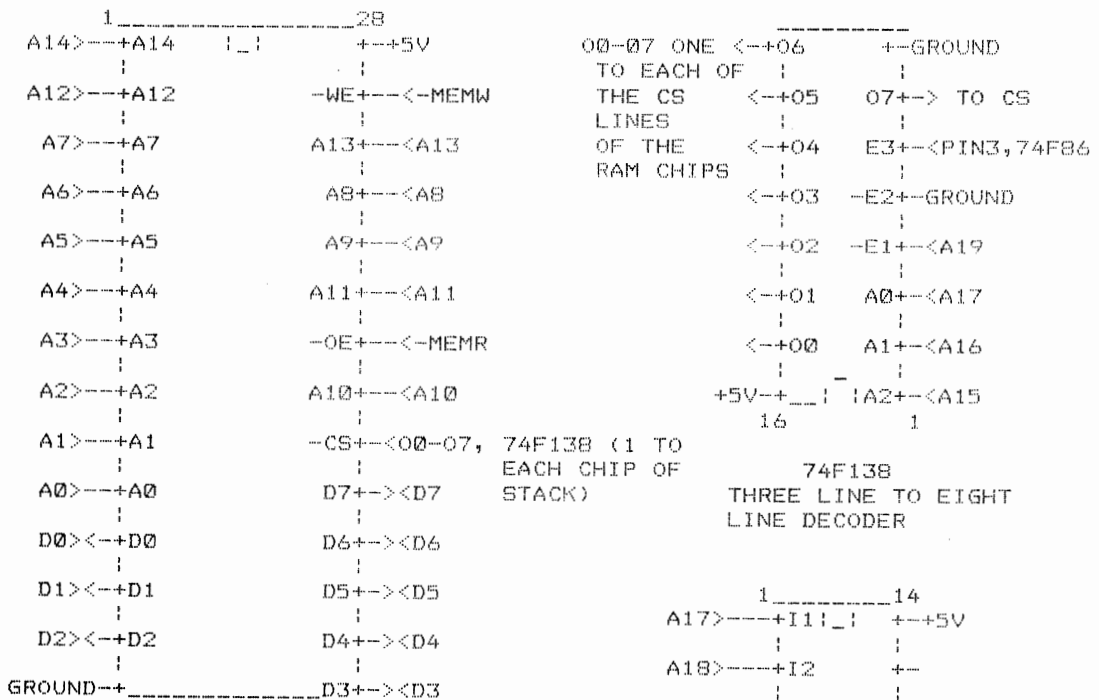 1 28
A14>--+A14 |_| +-+5V
A12>--+A12 -WE+--<-MEMW
A7>--+A7 A13+--<A13
A6>--+A6 A8+--<A8
A5>--+A5 A9+--<A9
A4>--+A4 A11+--<A11
A3>--+A3 -OE+--<-MEMR
A2>--+A2 A10+--<A10
A1>--+A1 -CS+-<O0-O7, 74F138 (1 TO
EACH CHIP OF
STACK)
A0>--+A0 D7+-><D7
D0><-+D0 D6+-><D6
D1><-+D1 D5+-><D5
D2><-+D2 D4+-><D4
GROUND-+ D3+-><D3
O0-O7 ONE <-+O6 +-GROUND
TO EACH OF
THE CS <-+O5 O7+-> TO CS
LINES
OF THE <-+O4 E3+-<PIN3,74F86
RAM CHIPS
<-+O3 -E2+-GROUND
<-+O2 -E1+-<A19
<-+O1 A0+-<A17
<-+O0 A1+-<A16
+5V-+ A2+-<A15
16 1
74F138
THREE LINE TO EIGHT
LINE DECODER
1 14
A17>---+I1|_| +-+5V
A18>---+I2 +-